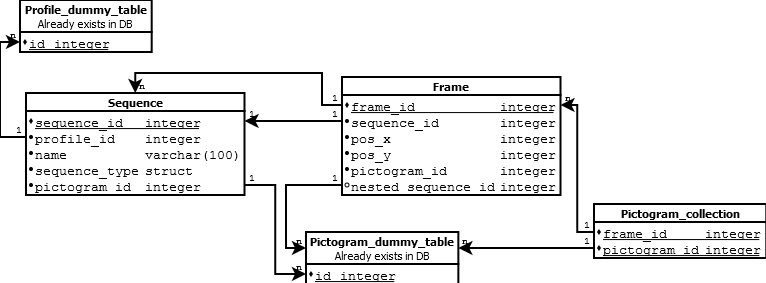 Profile_dummy_table
Already exists in DB
id integer
n
1
Sequence
sequence_id integer
profile_id integer
name varchar(100)
sequence_type struct
pictogram_id integer
n
1
1
Frame
frame_id integer
sequence_id integer
pos_x integer
pos_y integer
pictogram_id integer
nested_sequence_id integer
1
1
1
n
Pictogram_dummy_table
Already exists in DB
id integer
n
n
n
Pictogram_collection
frame_id integer
pictogram_id integer
1
1